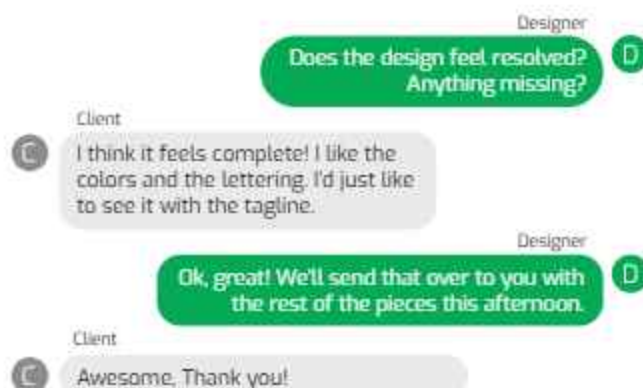 Designer
Does the design feel resolved?
Anything missing?
D
Client
C
I think it feels complete! I like the
colors and the lettering. I'd just like
to see it with the tagline.
Designer
Ok, great! We'll send that over to you with
the rest of the pieces this afternoon.
D
Client
C
Awesome, Thank you!